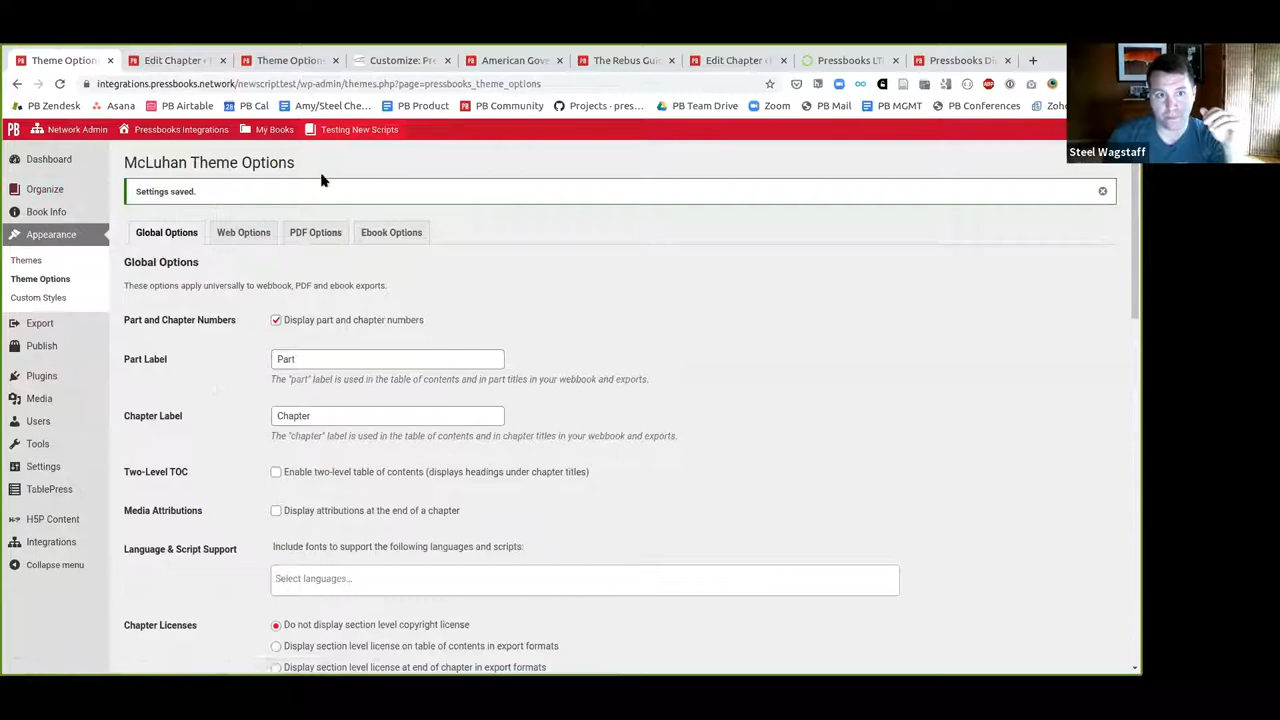 Theme Option
Edit Chapter
Theme Options
Customize: Pre
American Gove
The Rebus Guid
Edit Chapter
Pressbooks LT
Pressbooks Di
integrations.pressbooks.network/newscripttest/wp-admin/themes.php?page=pressbooks_theme_options
PB Zendesk
Asana
PB Airtable
PB Cal
Amy/Steel Che...
PB Product
PB Community
Projects · pres...
PB Team Drive
Zoom
PB Mail
PB MGMT
PB Conferences
Zoh
Steel Wagstaff
PB
Network Admin
Pressbooks Integrations
My Books
Testing New Scripts
Dashboard
Organize
Book Info
Appearance
Themes
Theme Options
Custom Styles
Export
Publish
Plugins
Media
Users
Tools
Settings
TablePress
H-P
H5P Content
Integrations
Collapse menu
McLuhan Theme Options
Settings saved.
Global Options
Web Options
PDF Options
Ebook Options
Global Options
These options apply universally to webbook, PDF and ebook exports.
Part and Chapter Numbers
Display part and chapter numbers
Part Label
Part
The "part" label is used in the table of contents and in part titles in your webbook and exports.
Chapter Label
Chapter
The "chapter" label is used in the table of contents and in chapter titles in your webbook and exports.
Two-Level TOC
Enable two-level table of contents (displays headings under chapter titles)
Media Attributions
Display attributions at the end of a chapter
Language & Script Support
Include fonts to support the following languages and scripts:
Select languages...
Chapter Licenses
Do not display section level copyright license
Display section level license on table of contents in export formats
Display section level license at end of chapter in export formats